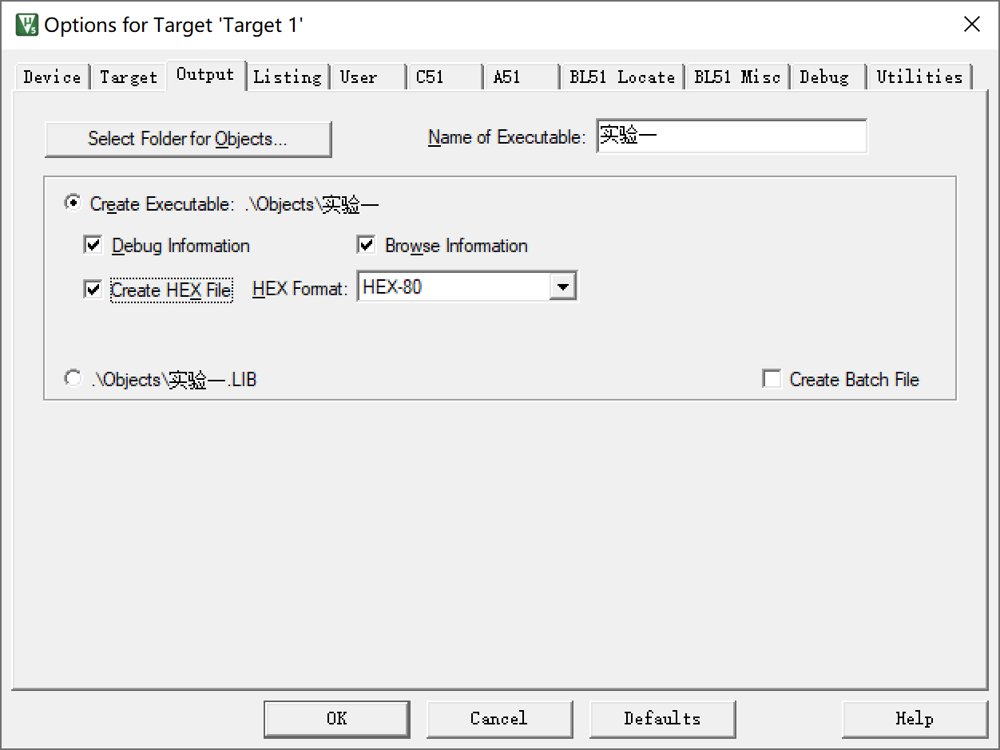 Options for Target 'Target 1'
Device Target Output Listing User C51 A51 BL51 Locate BL51 Misc Debug Utilities
Select Folder for Objects... Name of Executable: 实验一
Create Executable: .\Objects\实验一
Debug Information Browse Information
Create HEX File HEX Format: HEX-80
.\Objects\实验一.LIB Create Batch File
OK Cancel Defaults Help